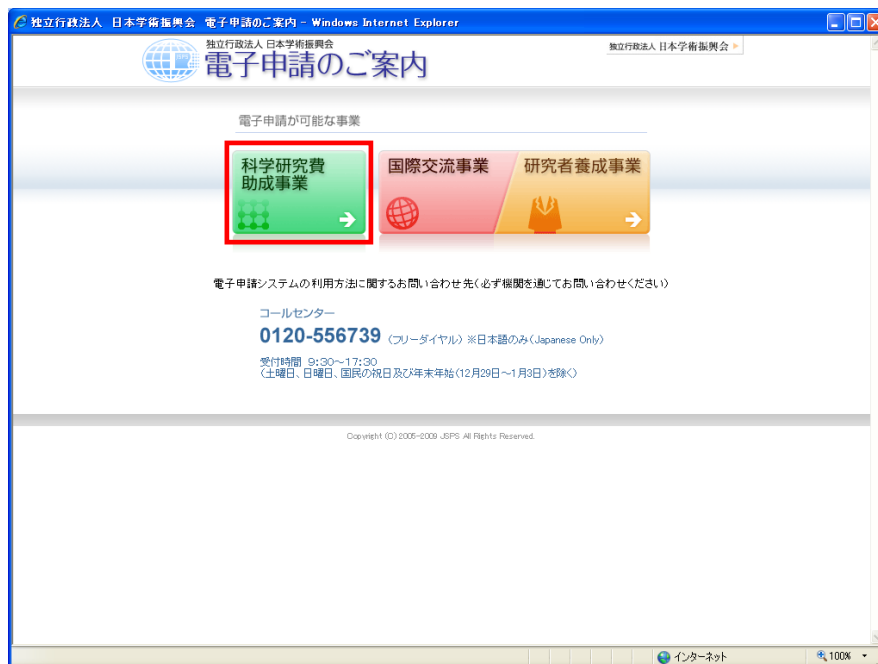 独立行政法人 日本学術振興会 電子申請のご案内 - Windows Internet Explorer
独立行政法人 日本学術振興会
電子申請のご案内
独立行政法人 日本学術振興会
電子申請が可能な事業
科学研究費
助成事業
国際交流事業
研究者養成事業
電子申請システムの利用方法に関するお問い合わせ先(必ず機関を通じてお問い合わせください)
コールセンター
0120-556739 (フリーダイヤル) ※日本語のみ(Japanese Only)
受付時間 9:30～17:30
(土曜日、日曜日、国民の祝日及び年末年始(12月29日～1月3日)を除く)
Copyright (C) 2005-2009 JSPS All Rights Reserved.
インターネット
100%